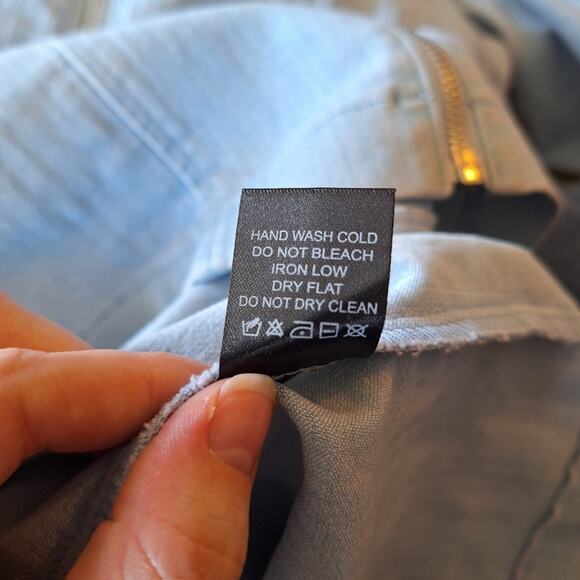 HAND WASH COLD
DO NOT BLEACH
IRON LOW
DRY FLAT
DO NOT DRY CLEAN